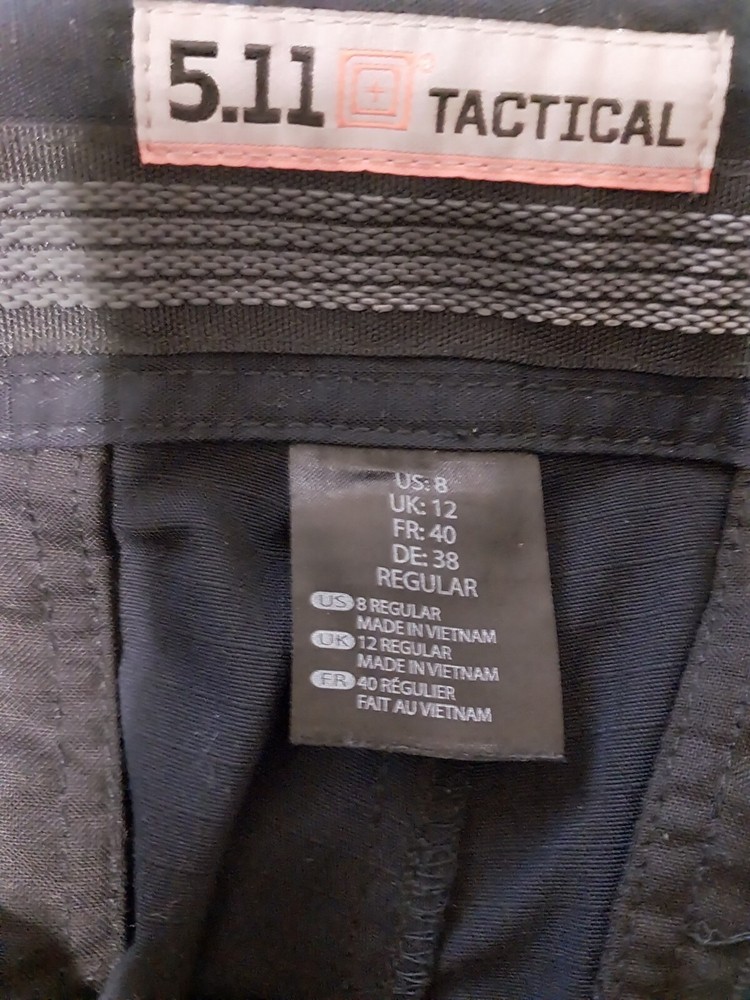 5.11 TACTICAL
US: 8
UK: 12
FR: 40
DE: 38
REGULAR
US 8 REGULAR
MADE IN VIETNAM
UK 12 REGULAR
MADE IN VIETNAM
FR 40 RÉGULIER
FAIT AU VIETNAM